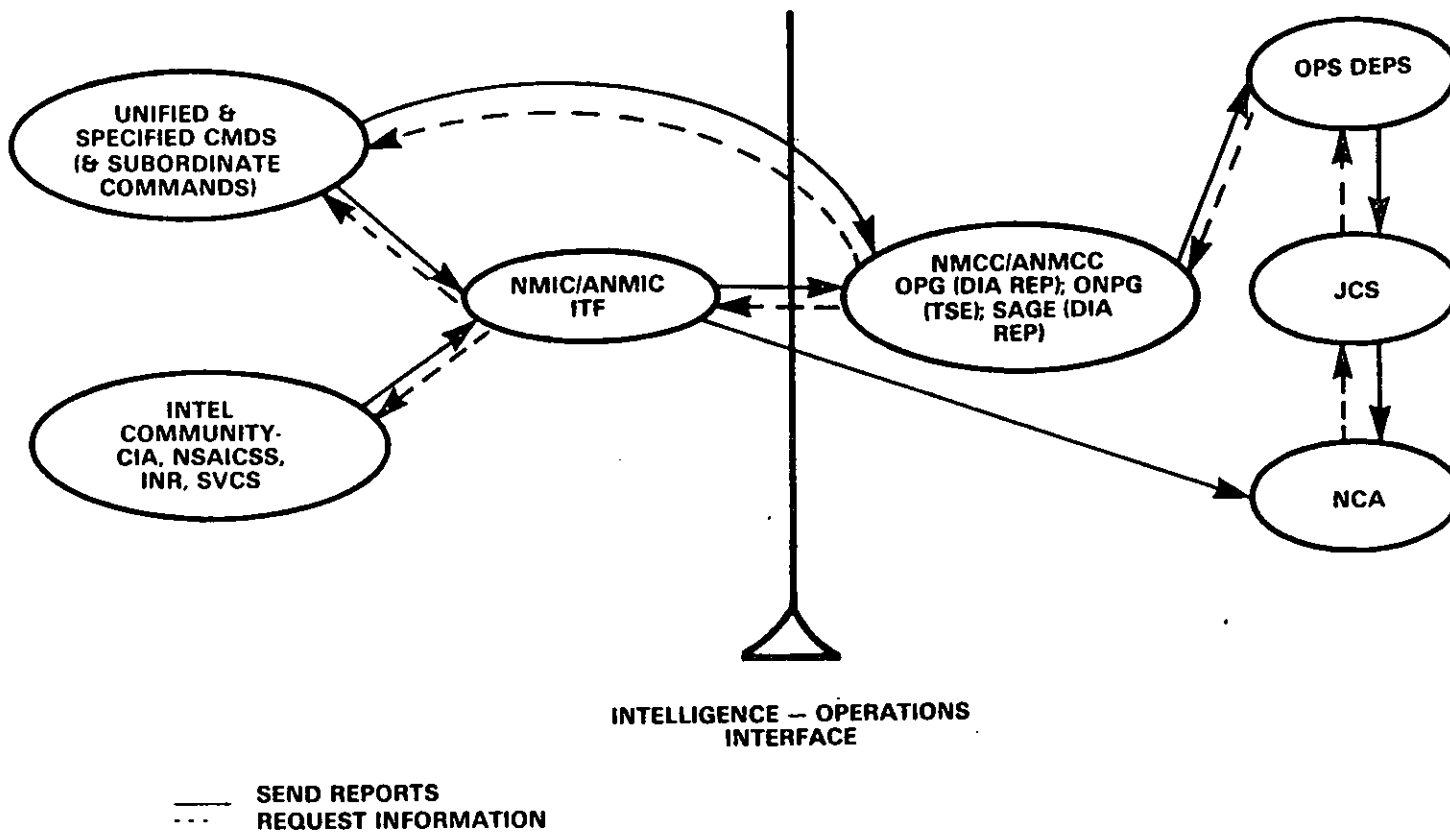 UNIFIED &
SPECIFIED CMDS
(& SUBORDINATE
COMMANDS)
OPS DEPS
NMIC/ANMIC
ITF
NMCC/ANMCC
OPG (DIA REP); ONPG
(TSE); SAGE (DIA
REP)
JCS
INTEL
COMMUNITY-
CIA, NSAICSS,
INR, SVCS
NCA
INTELLIGENCE – OPERATIONS
INTERFACE
SEND REPORTS
REQUEST INFORMATION